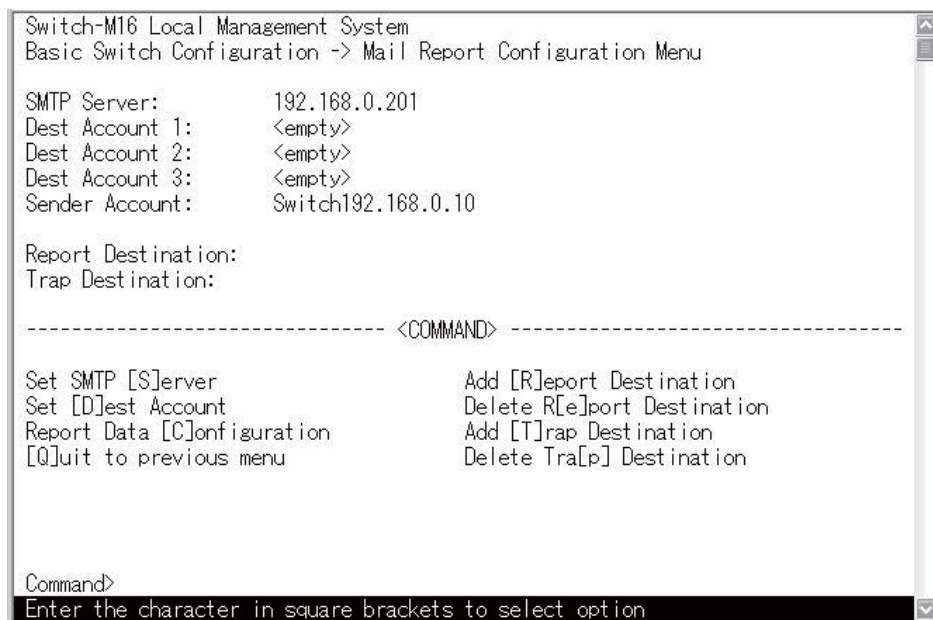 Switch-M16 Local Management System
Basic Switch Configuration -> Mail Report Configuration Menu
SMTP Server: 192.168.0.201
Dest Account 1: <empty>
Dest Account 2: <empty>
Dest Account 3: <empty>
Sender Account: Switch192.168.0.10
Report Destination:
Trap Destination:
-------------------------------- <COMMAND> -----------------------------------
Set SMTP [S]erver Add [R]eport Destination
Set [D]est Account Delete R[e]port Destination
Report Data [C]onfiguration Add [T]rap Destination
[Q]uit to previous menu Delete Tra[p] Destination
Command>
Enter the character in square brackets to select option